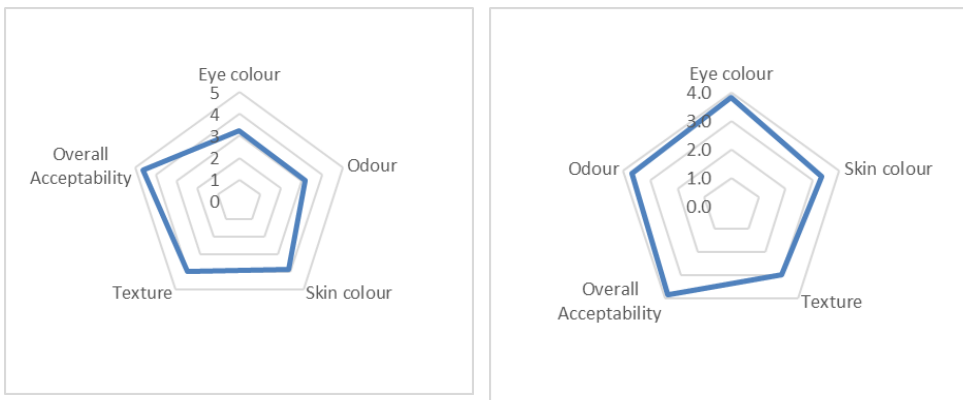 Eye colour
5
4
3
2
1
0
Odour
Skin colour
Texture
Overall
Acceptability
Eye colour
4.0
3.0
2.0
1.0
0.0
Skin colour
Texture
Overall
Acceptability
Odour